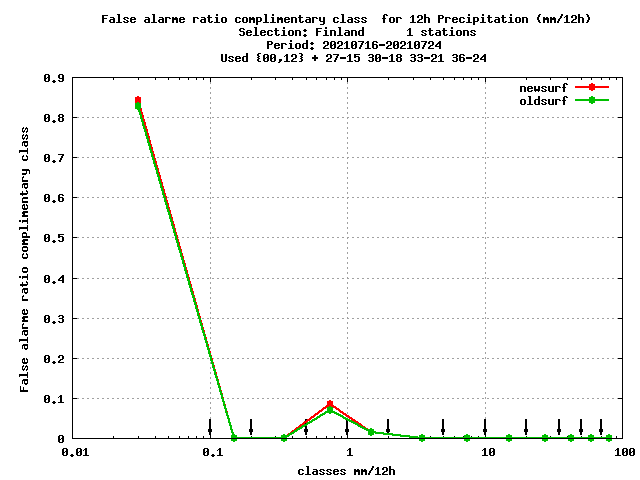 False alarme ratio complimentary class  for 12h Precipitation (mm/12h)
Selection: Finland      1 stations
Period: 20210716-20210724
Used {00,12} + 27-15 30-18 33-21 36-24
newsurf
oldsurf
False alarme ratio complimentary class
0.9
0.8
0.7
0.6
0.5
0.4
0.3
0.2
0.1
0
0.01
0.1
1
10
100
classes mm/12h